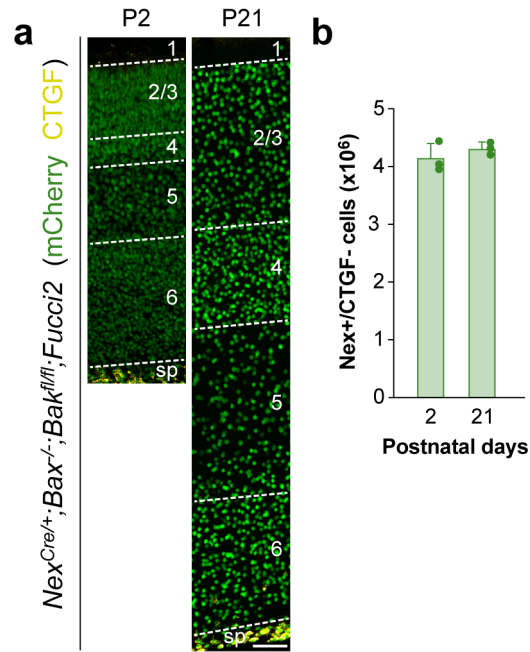 a
P2
P21
Nex^Cre/+;Bax^-/-;Bak^fl/fl;Fucci2 (mCherry CTGF)
1
2/3
4
5
6
sp
1
2/3
4
5
6
sp
b
Nex+/CTGF- cells (x10⁶)
5
4
3
2
1
0
2
21
Postnatal days